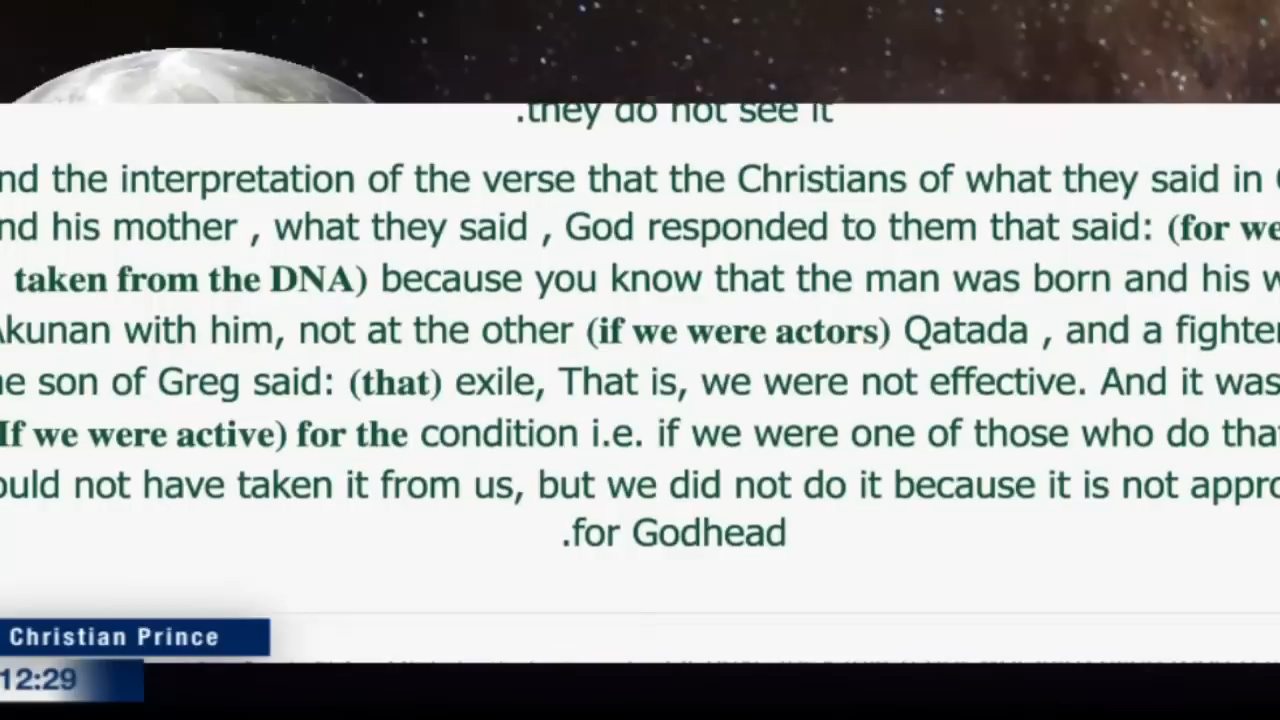 .they do not see it
nd the interpretation of the verse that the Christians of what they said in
nd his mother , what they said , God responded to them that said: (for we
taken from the DNA) because you know that the man was born and his w
Akunan with him, not at the other (if we were actors) Qatada , and a fighter
e son of Greg said: (that) exile, That is, we were not effective. And it was
If we were active) for the condition i.e. if we were one of those who do that
ould not have taken it from us, but we did not do it because it is not appro
.for Godhead
Christian Prince
12:29